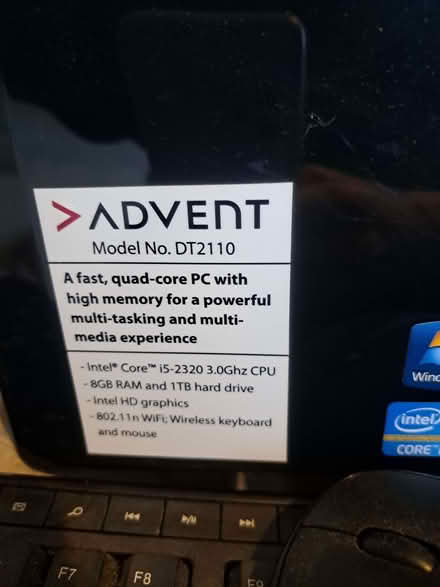 > ADVENT
Model No. DT2110
A fast, quad-core PC with
high memory for a powerful
multi-tasking and multi-
media experience
- Intel® Core™ i5-2320 3.0Ghz CPU
- 8GB RAM and 1TB hard drive
- Intel HD graphics
- 802.11n WiFi; Wireless keyboard
and mouse
Wind
intel
CORE
F7
F8
F9